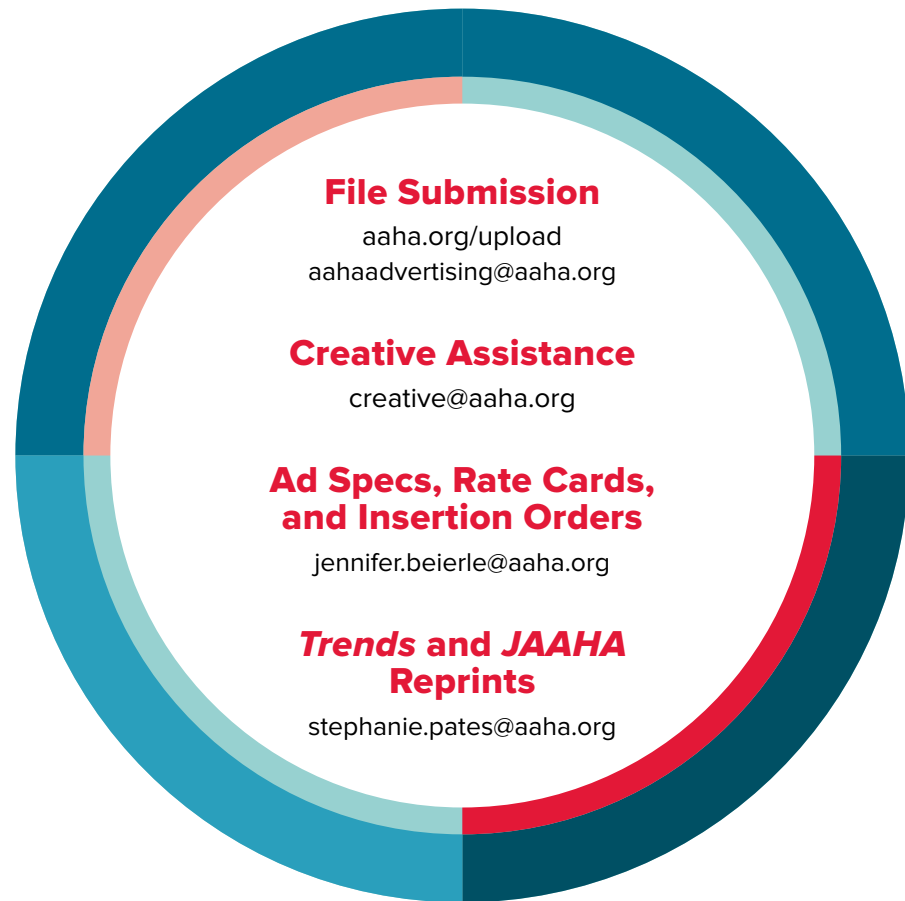 File Submission
aaha.org/upload
aahaadvertising@aaha.org
Creative Assistance
creative@aaha.org
Ad Specs, Rate Cards,
and Insertion Orders
jennifer.beierle@aaha.org
Trends and JAAHA
Reprints
stephanie.pates@aaha.org